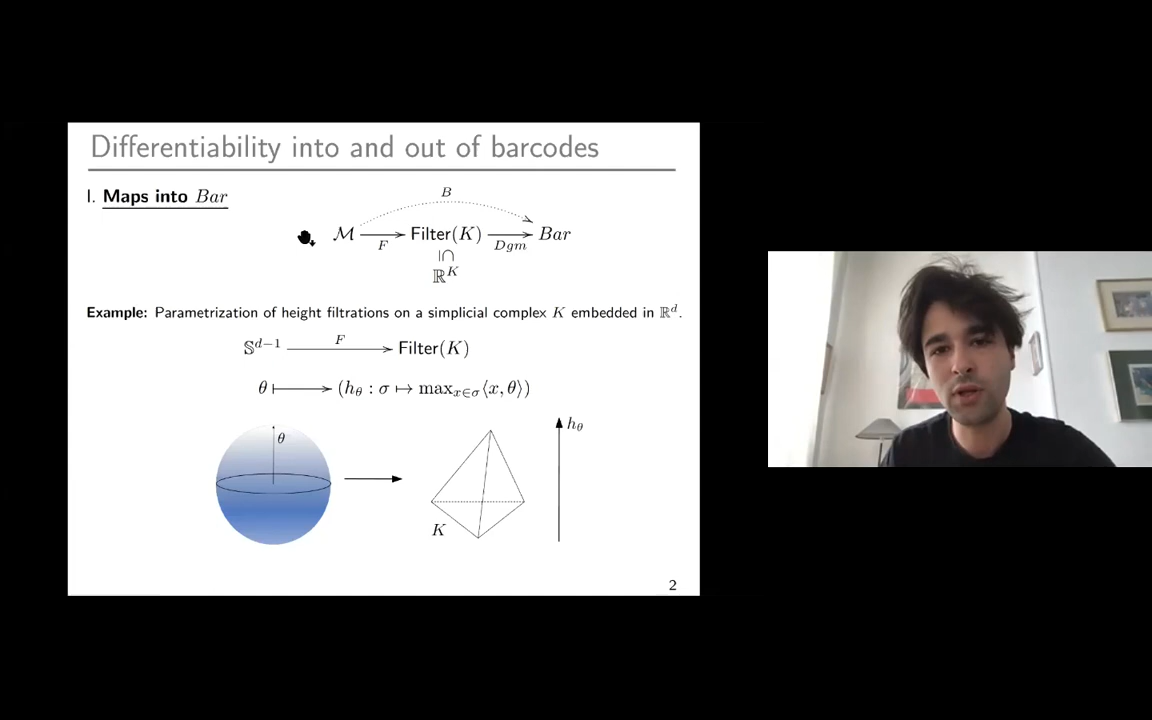 Differentiability into and out of barcodes
I. Maps into Bar
B
ℳ F Filter(K) Dgm Bar
|∩
ℝ^K
Example: Parametrization of height filtrations on a simplicial complex K embedded in ℝ^d.
𝕊^{d−1} F Filter(K)
θ ⟼ (h_θ : σ ↦ max_{x∈σ}⟨x, θ⟩)
θ
h_θ
K
2